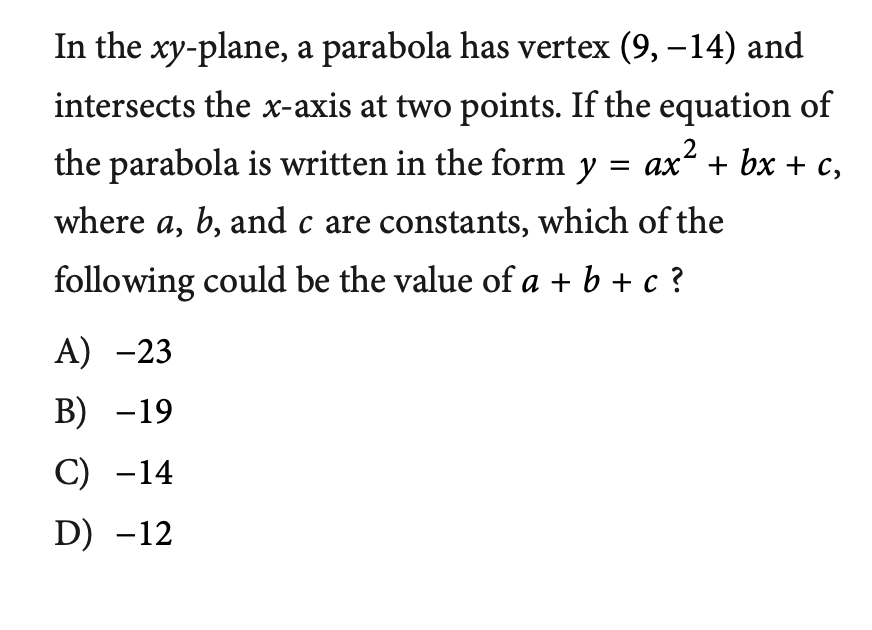 In the xy-plane, a parabola has vertex (9, −14) and
intersects the x-axis at two points. If the equation of
the parabola is written in the form y = ax² + bx + c,
where a, b, and c are constants, which of the
following could be the value of a + b + c ?
A) −23
B) −19
C) −14
D) −12